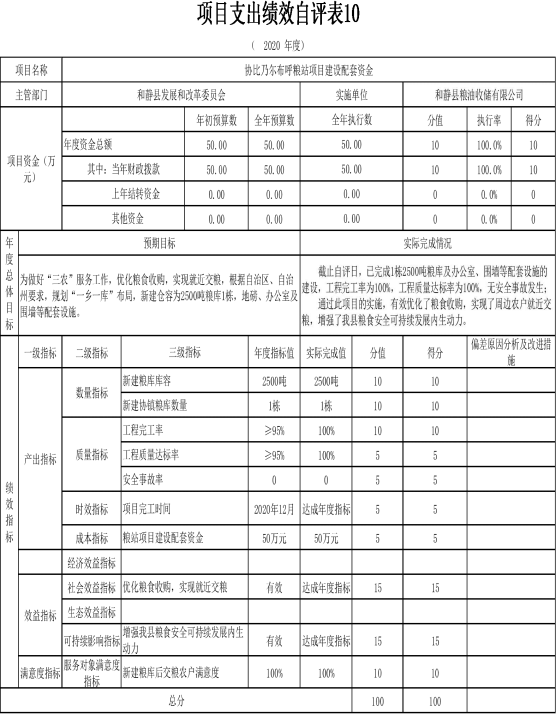 项目支出绩效自评表10
（ 2020 年度）
项目名称 协比乃尔布呼粮站项目建设配套资金
主管部门 和静县发展和改革委员会 实施单位 和静县粮油收储有限公司
项目资金（万元） 年初预算数 全年预算数 全年执行数 分值 执行率 得分
年度资金总额 50.00 50.00 50.00 10 100.0% 10
其中：当年财政拨款 50.00 50.00 50.00 10 100.0% 10
上年结转资金 0.00 0.00 0.00 0 0.0% 0
其他资金 0.00 0.00 0.00 0 0.0% 0
年度总体目标 预期目标 实际完成情况
为做好“三农”服务工作，优化粮食收购，实现就近交粮，根据自治区、自治
州要求，规划“一乡一库”布局，新建仓容为2500吨粮库1栋，地磅、办公室及
围墙等配套设施。
截止自评日，已完成1栋2500吨粮库及办公室、围墙等配套设施的
建设，工程完工率为100%，工程质量达标率为100%，无安全事故发生；
通过此项目的实施，有效优化了粮食收购，实现了周边农户就近交
粮，增强了我县粮食安全可持续发展内生动力。
绩效指标 一级指标 二级指标 三级指标 年度指标值 实际完成值 分值 得分 偏差原因分析及改进措施
产出指标 数量指标 新建粮库库容 2500吨 2500吨 10 10
新建协镇粮库数量 1栋 1栋 10 10
质量指标 工程完工率 ≥95% 100% 10 10
工程质量达标率 ≥95% 100% 5 5
安全事故率 0 0 5 5
时效指标 项目完工时间 2020年12月 达成年度指标 5 5
成本指标 粮站项目建设配套资金 50万元 50万元 5 5
效益指标 经济效益指标
社会效益指标 优化粮食收购，实现就近交粮 有效 达成年度指标 15 15
生态效益指标
可持续影响指标 增强我县粮食安全可持续发展内生动力 有效 达成年度指标 15 15
满意度指标 服务对象满意度指标 新建粮库后交粮农户满意度 100% 100% 10 10
总分 100 100